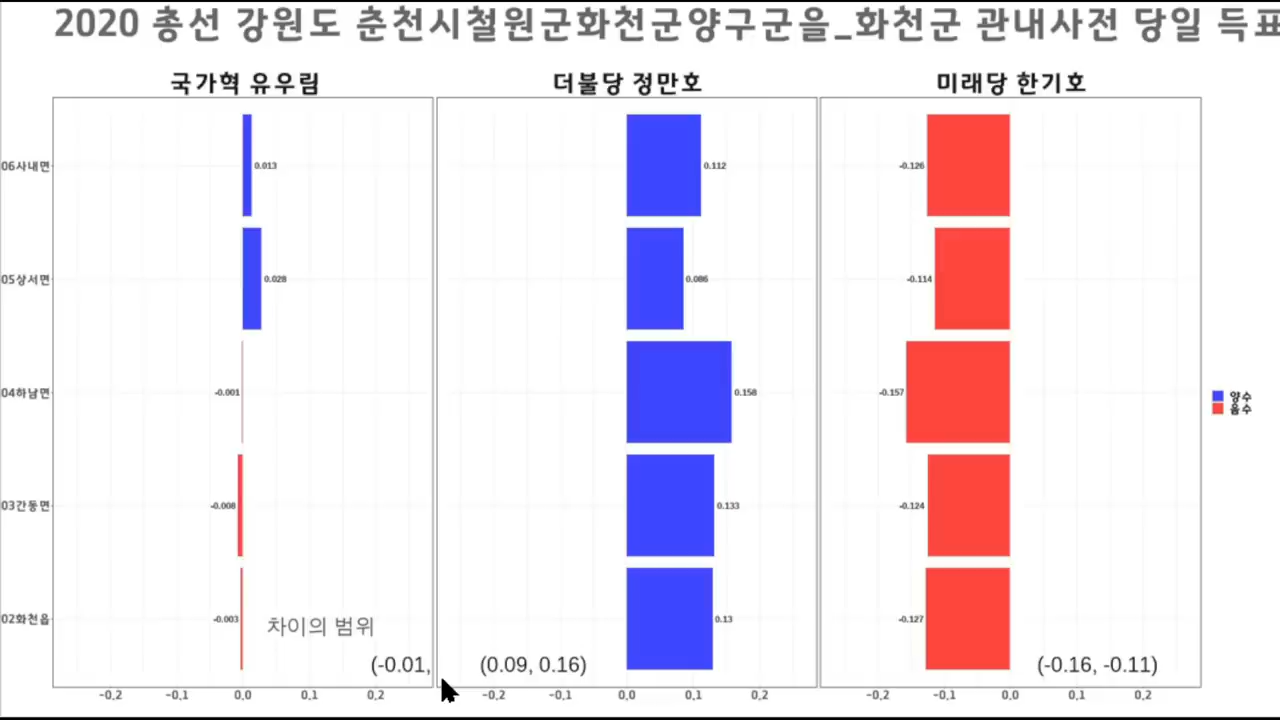 2020 총선 강원도 춘천시철원군화천군양구군을_화천군 관내사전 당일 득표
국가혁 유우림 더불당 정만호 미래당 한기호
06사내면 0.013 0.112 -0.126
05상서면 0.028 0.086 -0.114
04하남면 -0.001 0.158 -0.157
양수
음수
03간동면 -0.008 0.133 -0.124
02화천읍 -0.003 0.13 -0.127
차이의 범위
(-0.01, (0.09, 0.16) (-0.16, -0.11)
-0.2 -0.1 0.0 0.1 0.2 -0.2 -0.1 0.0 0.1 0.2 -0.2 -0.1 0.0 0.1 0.2